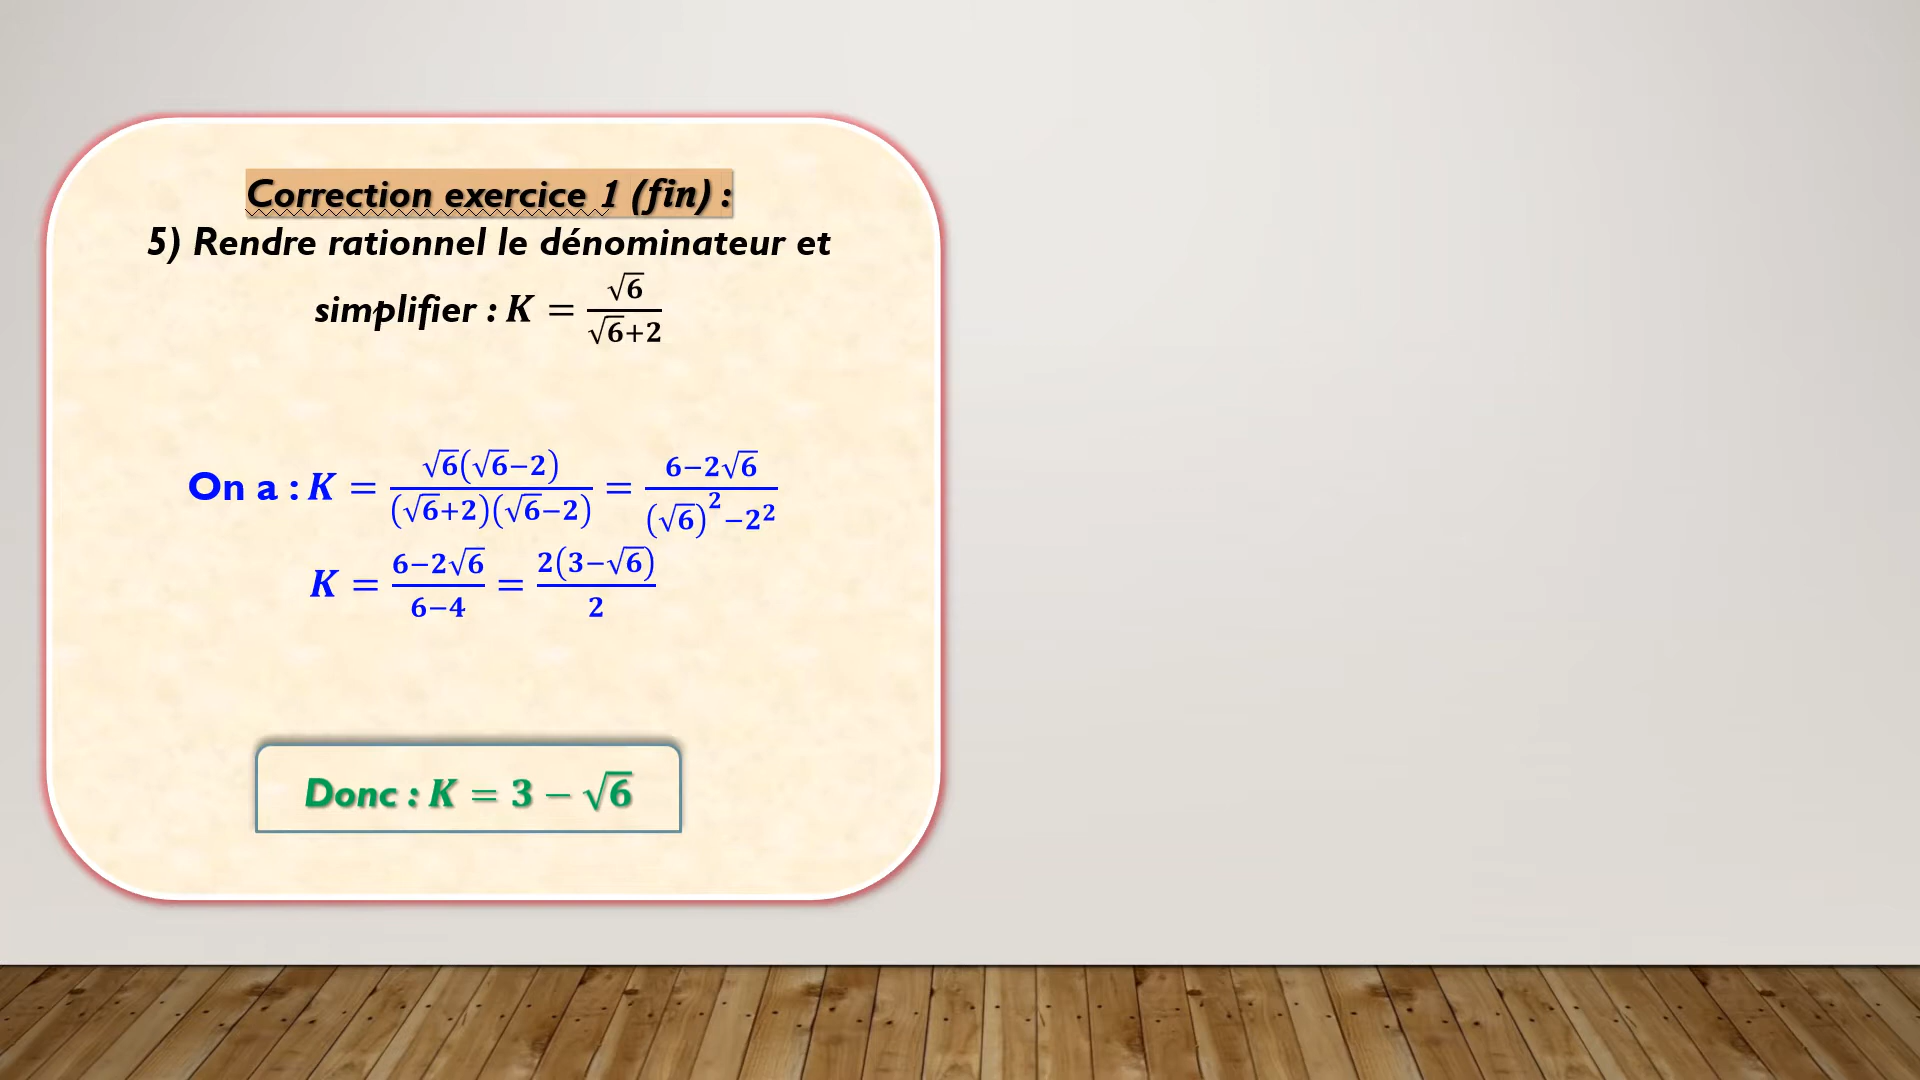 Correction exercice 1 (fin) :
5) Rendre rationnel le dénominateur et
simplifier : K = √6/(√6+2)
On a : K = √6(√6−2)/((√6+2)(√6−2)) = (6−2√6)/((√6)²−2²)
K = (6−2√6)/(6−4) = 2(3−√6)/2
Donc : K = 3 − √6